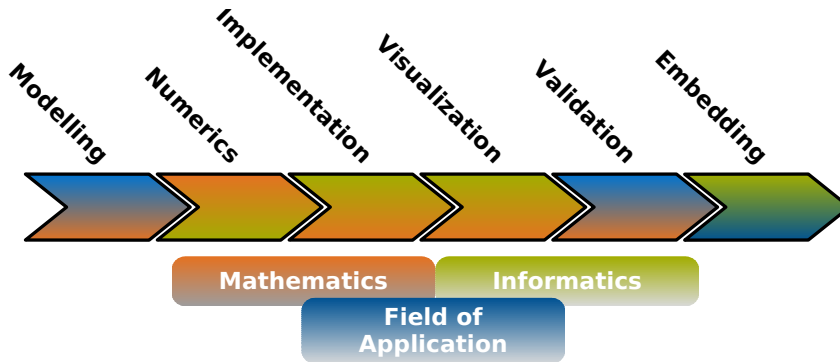 Modelling
Numerics
Implementation
Visualization
Validation
Embedding
Mathematics
Informatics
Field of
Application